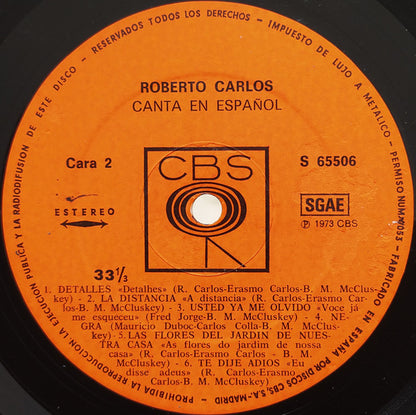 RESERVADOS TODOS LOS DERECHOS - IMPUESTO DE LUJO A METALICO - PERMISO NUM. 053 - FABRICADO EN ESPAÑA POR DISCOS CBS, S.A. - MADRID - PROHIBIDA LA REPRODUCCION LA EJECUCION PUBLICA Y LA RADIODIFUSION DE ESTE DISCO -
ROBERTO CARLOS
CANTA EN ESPAÑOL
Cara 2
CBS
S 65506
ESTEREO
SGAE
Ⓟ 1973 CBS
33⅓
1. DETALLES «Detalhes» (R. Carlos-Erasmo Carlos-B. M. McClus-
key) - 2. LA DISTANCIA «A distancia» (R. Carlos-Erasmo Car-
los-B. M. McCluskey) - 3. USTED YA ME OLVIDO «Voce já
me esqueceu» (Fred Jorge-B. M. McCluskey) - 4. NE-
GRA (Mauricio Duboc-Carlos Colla-B. M. McClus-
key) - 5. LAS FLORES DEL JARDIN DE NUES-
TRA CASA «As flores do jardim de nossa
casa» (R. Carlos-Erasmo Carlos - B. M.
McCluskey) - 6. TE DIJE ADIOS «Eu
disse adeus» (R. Carlos-Erasmo
Carlos-B. M. McCluskey)